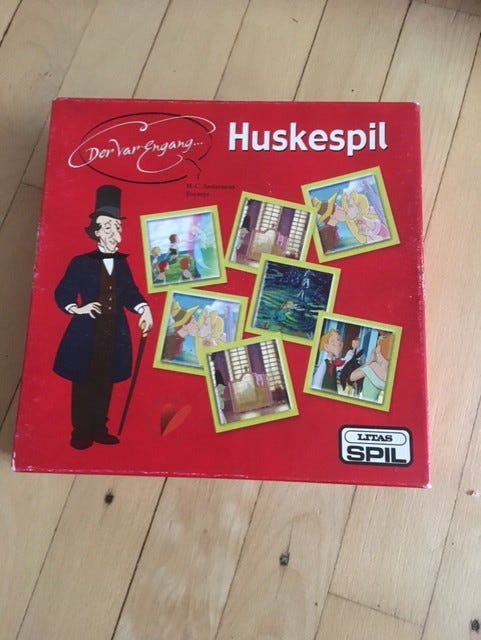 Der var engang...
Huskespil
H.C. Andersens
Eventyr
LITAS
SPIL